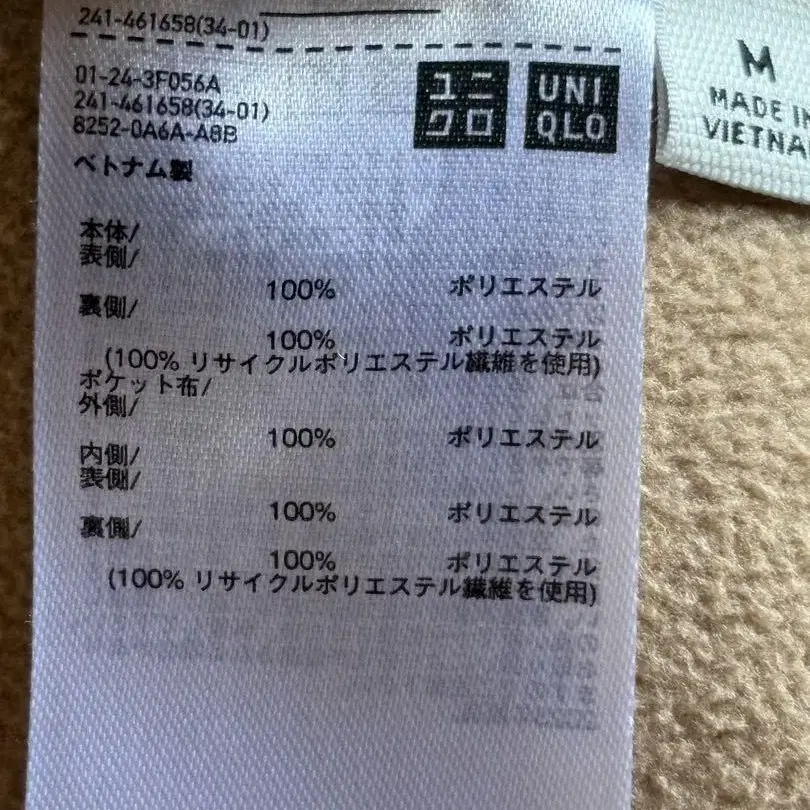 241-461658(34-01)
01-24-3F056A
241-461658(34-01)
8252-0A6A-A8B
ユニ
クロ
UNI
QLO
M
MADE IN
VIETNA
ベトナム製
本体/
表側/
100% ポリエステル
裏側/
100% ポリエステル
(100% リサイクルポリエステル繊維を使用)
ポケット布/
外側/
100% ポリエステル
内側/
表側/
100% ポリエステル
裏側/
100% ポリエステル
(100% リサイクルポリエステル繊維を使用)